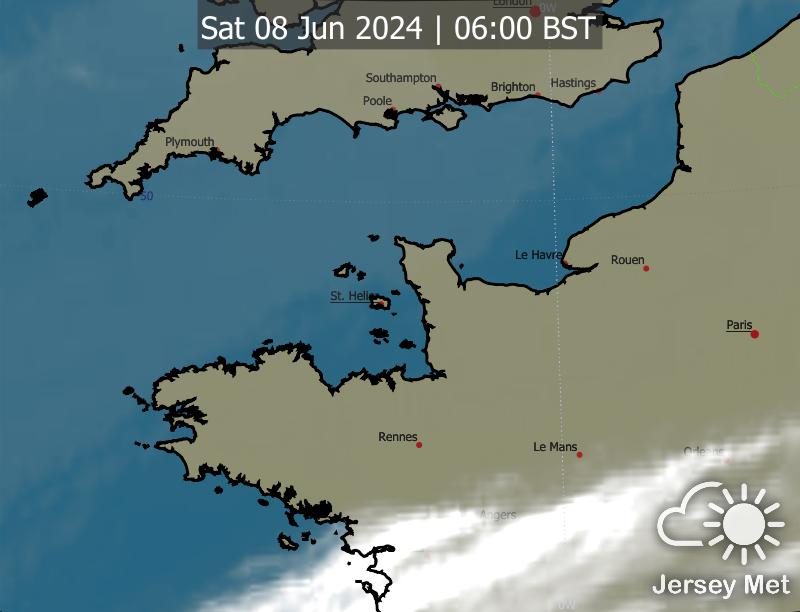 London
0W
Sat 08 Jun 2024 | 06:00 BST
Southampton
Brighton
Hastings
Poole
Plymouth
50
Le Havre
Rouen
St. Helier
Paris
Rennes
Le Mans
Orleans
Angers
Jersey Met
0W